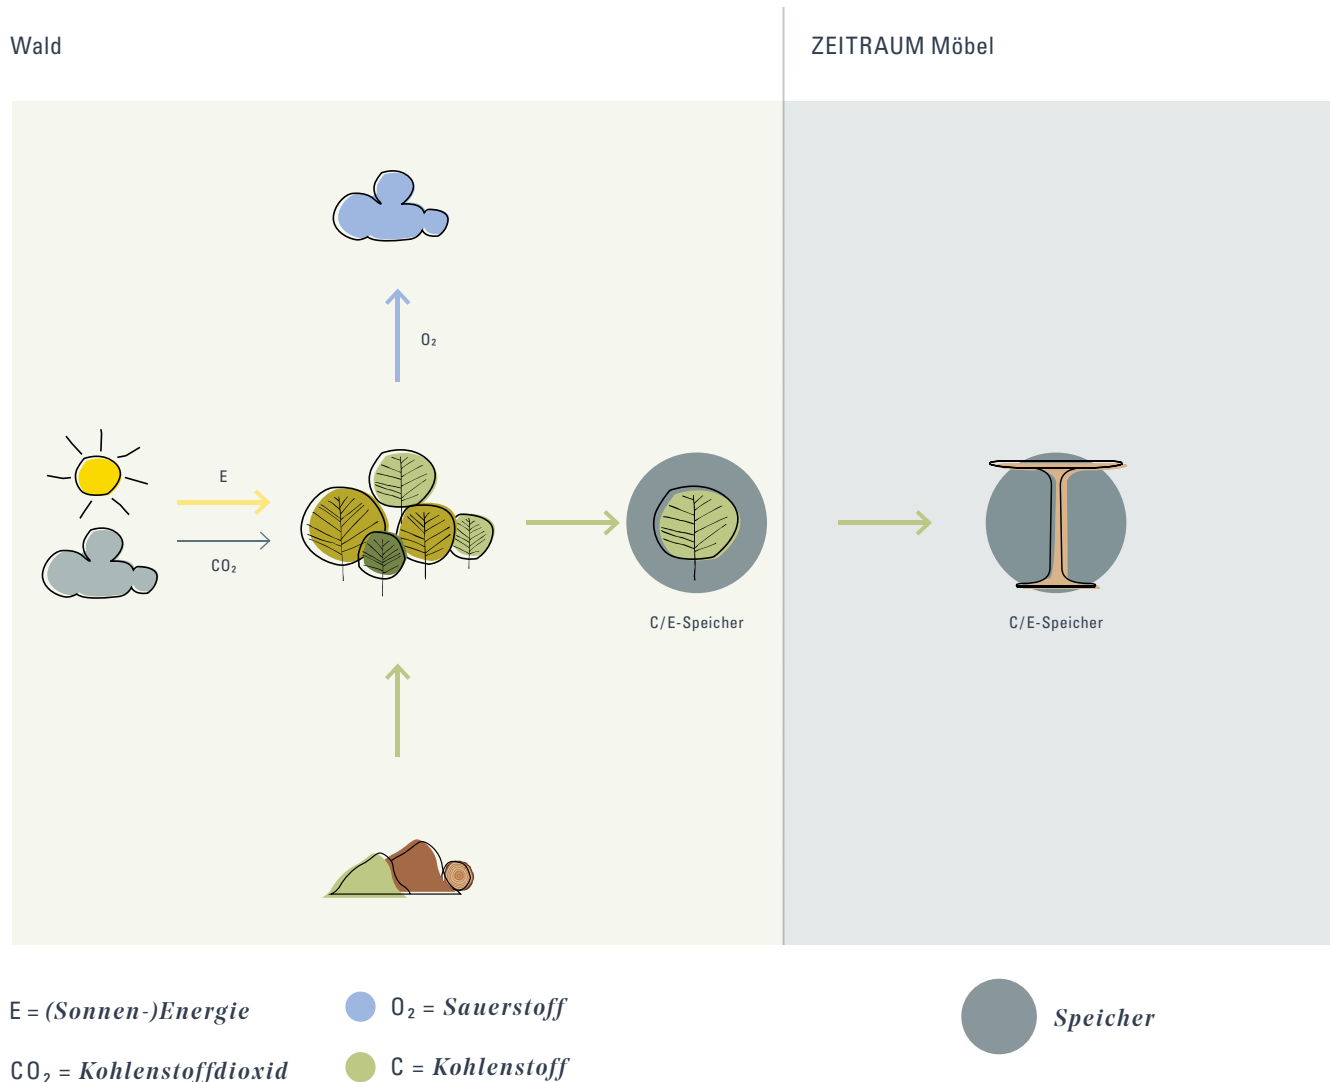 Wald
ZEITRAUM Möbel
O₂
E
CO₂
C/E-Speicher
C/E-Speicher
E = (Sonnen-)Energie
O₂ = Sauerstoff
Speicher
CO₂ = Kohlenstoffdioxid
C = Kohlenstoff